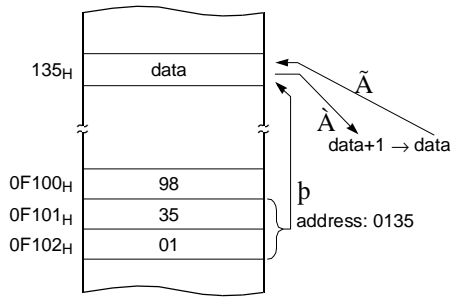 135H data
Ã
À
data+1 → data
0F100H 98
þ
0F101H 35
address: 0135
0F102H 01